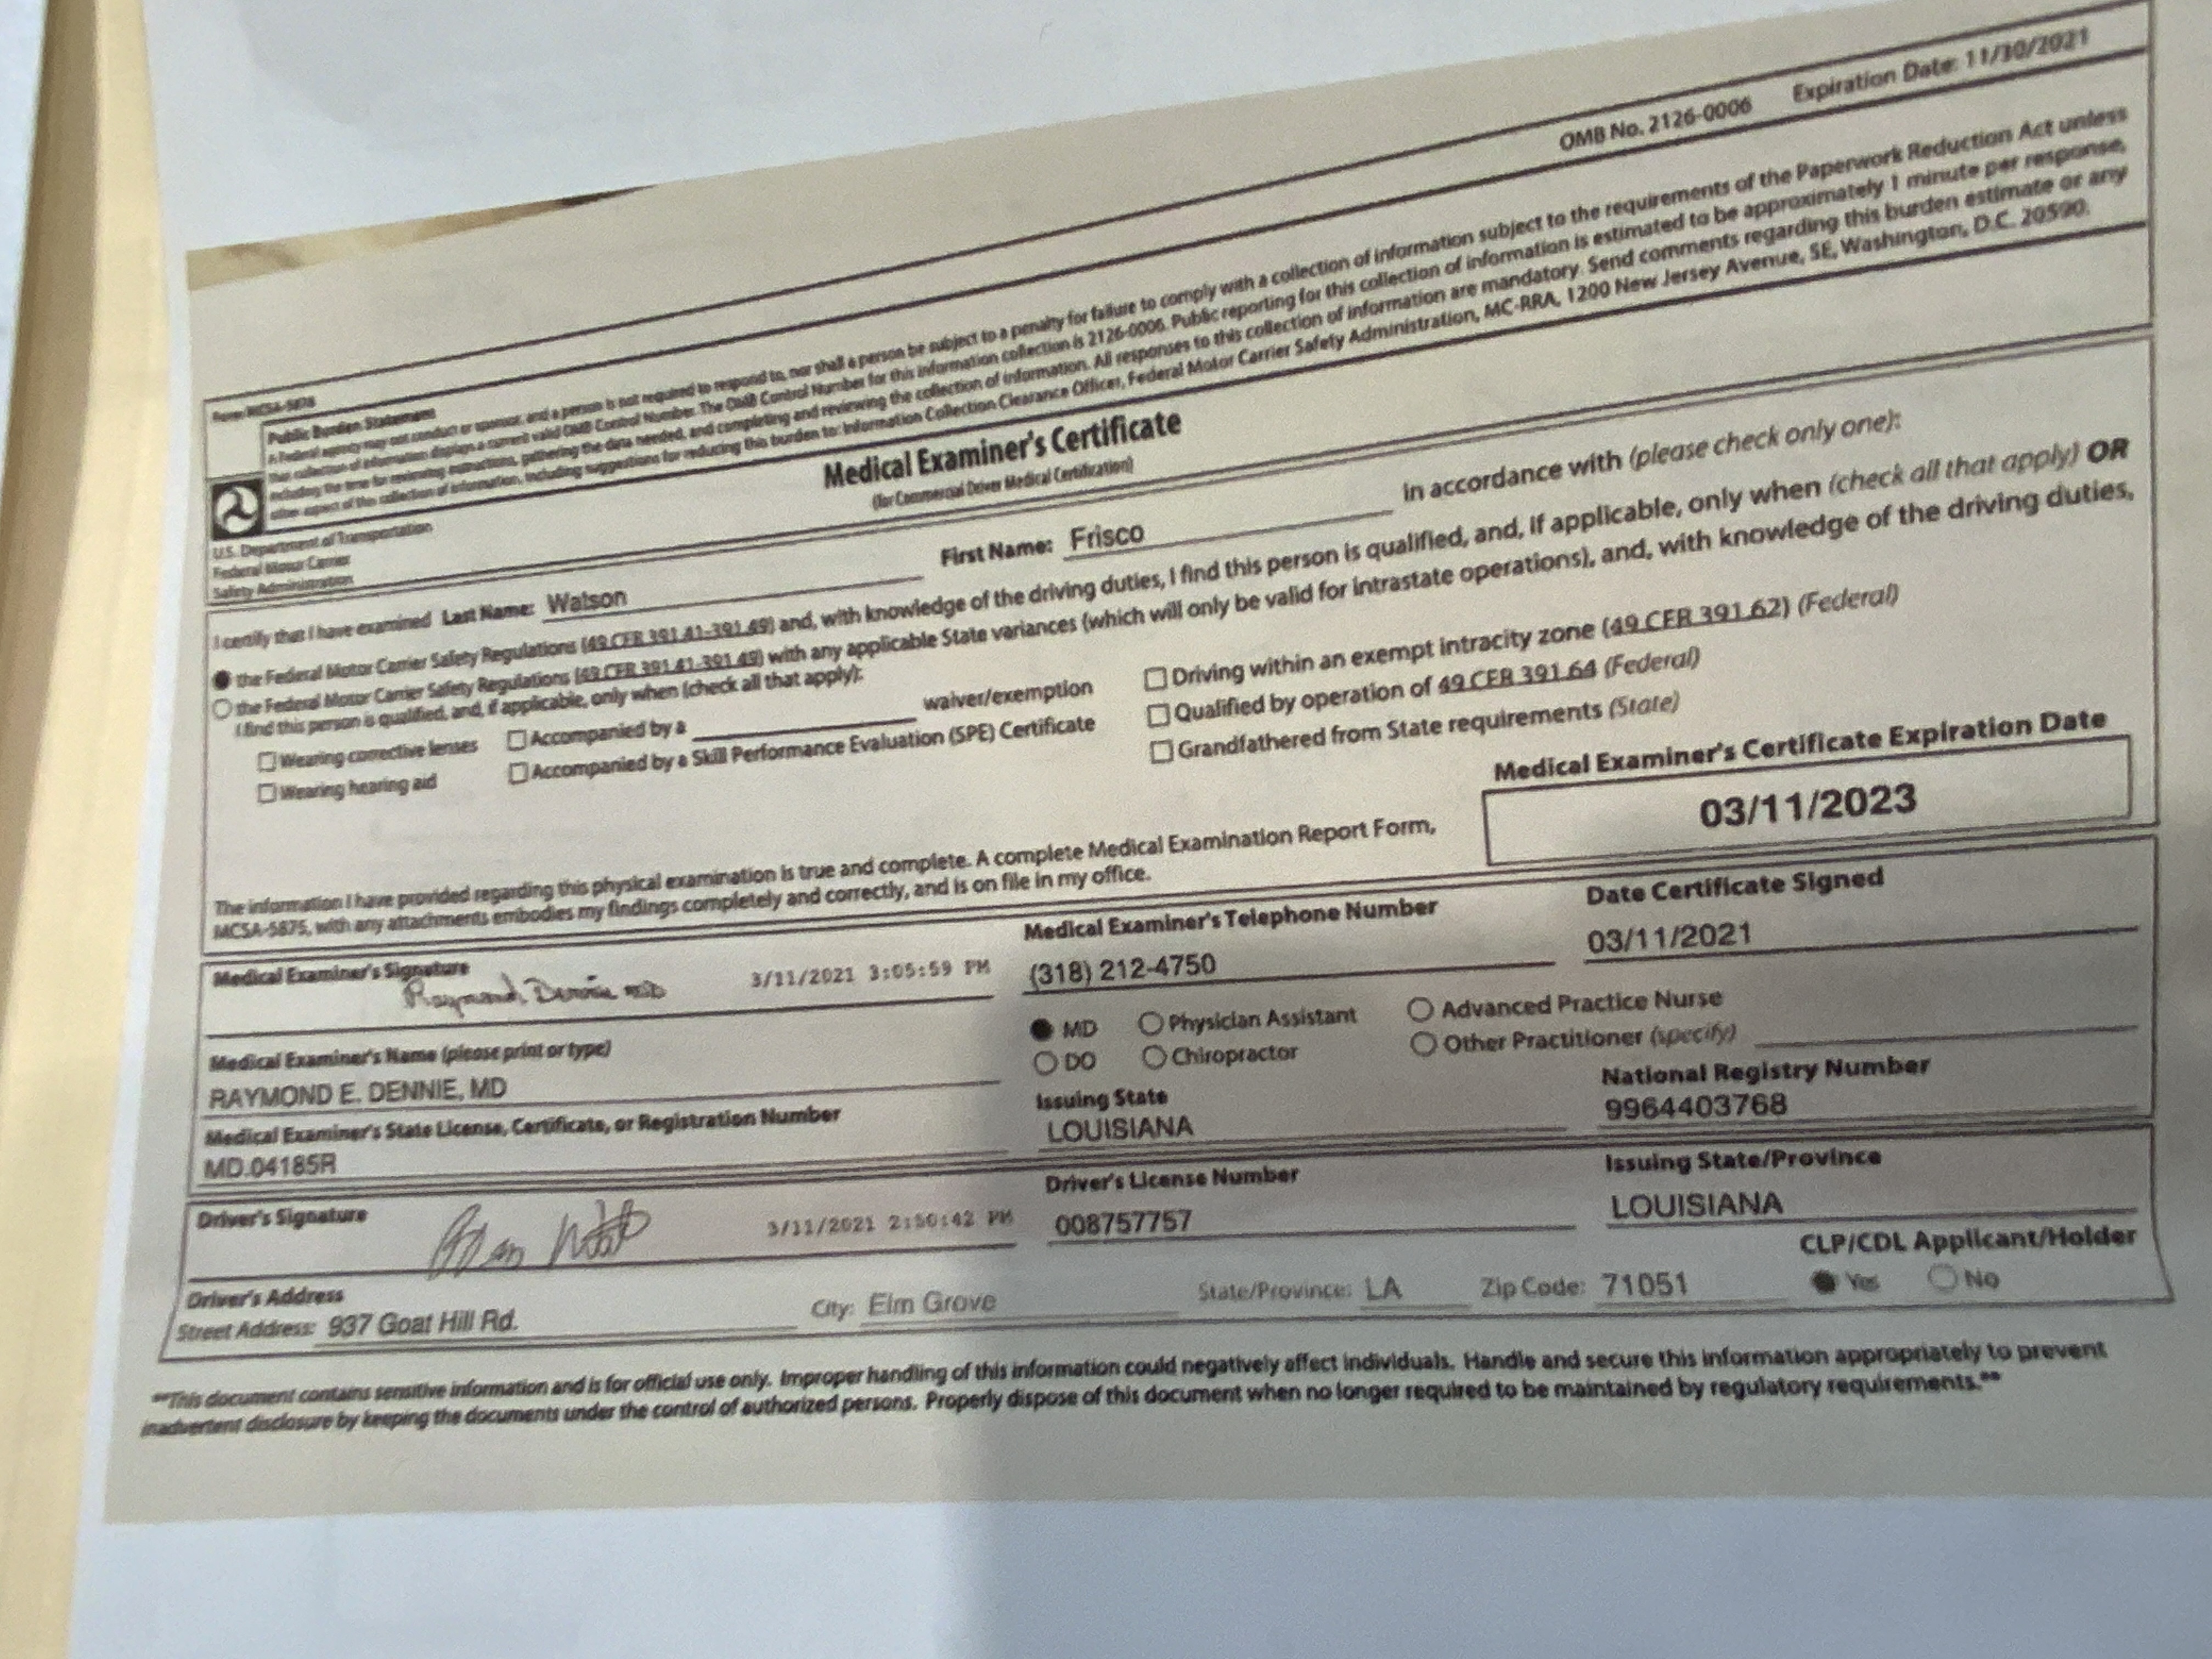 Form MCSA-5876
OMB No. 2126-0006 Expiration Date: 11/30/2021
Public Burden Statement
A Federal agency may not conduct or sponsor, and a person is not required to respond to, nor shall a person be subject to a penalty for failure to comply with a collection of information subject to the requirements of the Paperwork Reduction Act unless
that collection of information displays a current valid OMB Control Number. The OMB Control Number for this information collection is 2126-0006. Public reporting for this collection of information is estimated to be approximately 1 minute per response,
including the time for reviewing instructions, gathering the data needed, and completing and reviewing the collection of information. All responses to this collection of information are mandatory. Send comments regarding this burden estimate or any
other aspect of this collection of information, including suggestions for reducing this burden to: Information Collection Clearance Officer, Federal Motor Carrier Safety Administration, MC-RRA, 1200 New Jersey Avenue, SE, Washington, D.C. 20590.
U.S. Department of Transportation
Federal Motor Carrier
Safety Administration
Medical Examiner's Certificate
(for Commercial Driver Medical Certification)
I certify that I have examined Last Name: Watson First Name: Frisco in accordance with (please check only one):
the Federal Motor Carrier Safety Regulations (49 CFR 391.41-391.49) and, with knowledge of the driving duties, I find this person is qualified, and, if applicable, only when (check all that apply) OR
the Federal Motor Carrier Safety Regulations (49 CFR 391.41-391.49) with any applicable State variances (which will only be valid for intrastate operations), and, with knowledge of the driving duties,
I find this person is qualified, and, if applicable, only when (check all that apply):
Wearing corrective lenses Accompanied by a waiver/exemption Driving within an exempt intracity zone (49 CFR 391.62) (Federal)
Wearing hearing aid Accompanied by a Skill Performance Evaluation (SPE) Certificate Qualified by operation of 49 CFR 391.64 (Federal)
Grandfathered from State requirements (State)
Medical Examiner's Certificate Expiration Date
03/11/2023
The information I have provided regarding this physical examination is true and complete. A complete Medical Examination Report Form,
MCSA-5875, with any attachments embodies my findings completely and correctly, and is on file in my office.
Medical Examiner's Signature Medical Examiner's Telephone Number Date Certificate Signed
Raymond Dennie MD 3/11/2021 3:05:59 PM (318) 212-4750 03/11/2021
Medical Examiner's Name (please print or type) MD Physician Assistant Advanced Practice Nurse
RAYMOND E. DENNIE, MD DO Chiropractor Other Practitioner (specify)
Medical Examiner's State License, Certificate, or Registration Number Issuing State National Registry Number
MD.04185R LOUISIANA 9964403768
Driver's Signature Driver's License Number Issuing State/Province
3/11/2021 2:50:42 PM 008757757 LOUISIANA
Driver's Address CLP/CDL Applicant/Holder
Street Address: 937 Goat Hill Rd. City: Elm Grove State/Province: LA Zip Code: 71051 Yes No
**This document contains sensitive information and is for official use only. Improper handling of this information could negatively affect individuals. Handle and secure this information appropriately to prevent
inadvertent disclosure by keeping the documents under the control of authorized persons. Properly dispose of this document when no longer required to be maintained by regulatory requirements.**